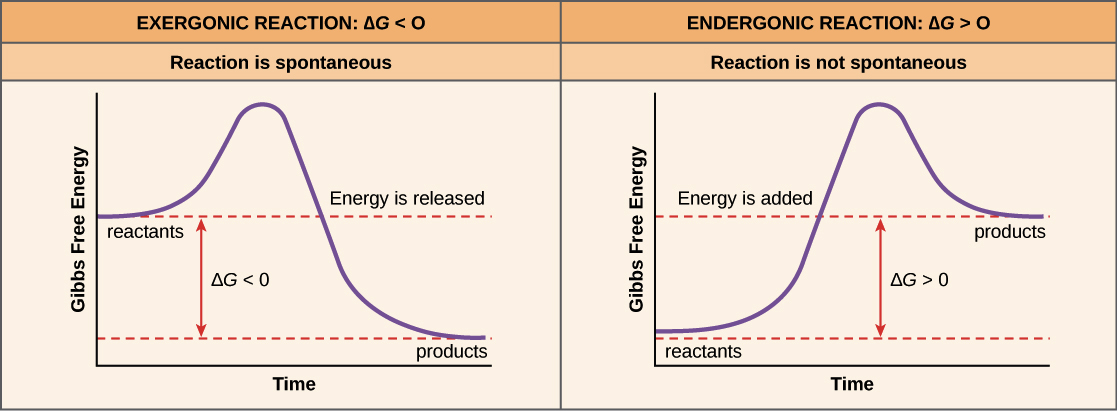 EXERGONIC REACTION: ΔG < O
Reaction is spontaneous
Gibbs Free Energy
Energy is released
reactants
ΔG < 0
products
Time
ENDERGONIC REACTION: ΔG > O
Reaction is not spontaneous
Gibbs Free Energy
Energy is added
products
ΔG > 0
reactants
Time